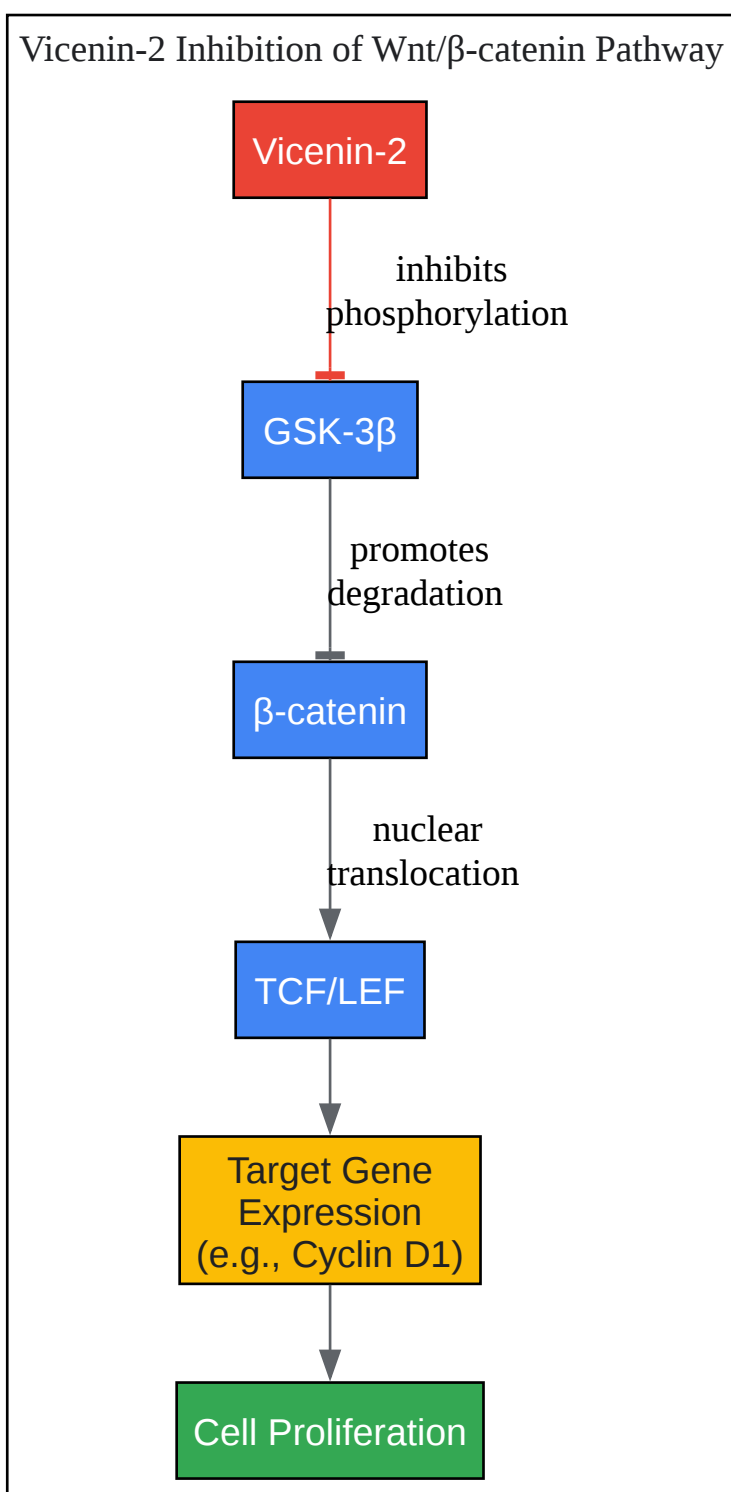 Vicenin-2 Inhibition of Wnt/β-catenin Pathway
Vicenin-2
inhibits
phosphorylation
GSK-3β
promotes
degradation
β-catenin
nuclear
translocation
TCF/LEF
Target Gene
Expression
(e.g., Cyclin D1)
Cell Proliferation